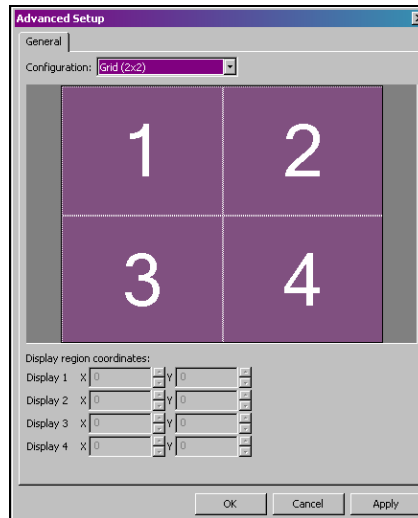 Advanced Setup
General
Configuration: Grid (2x2)
1 2
3 4
Display region coordinates:
Display 1 X 0 Y 0
Display 2 X 0 Y 0
Display 3 X 0 Y 0
Display 4 X 0 Y 0
OK Cancel Apply